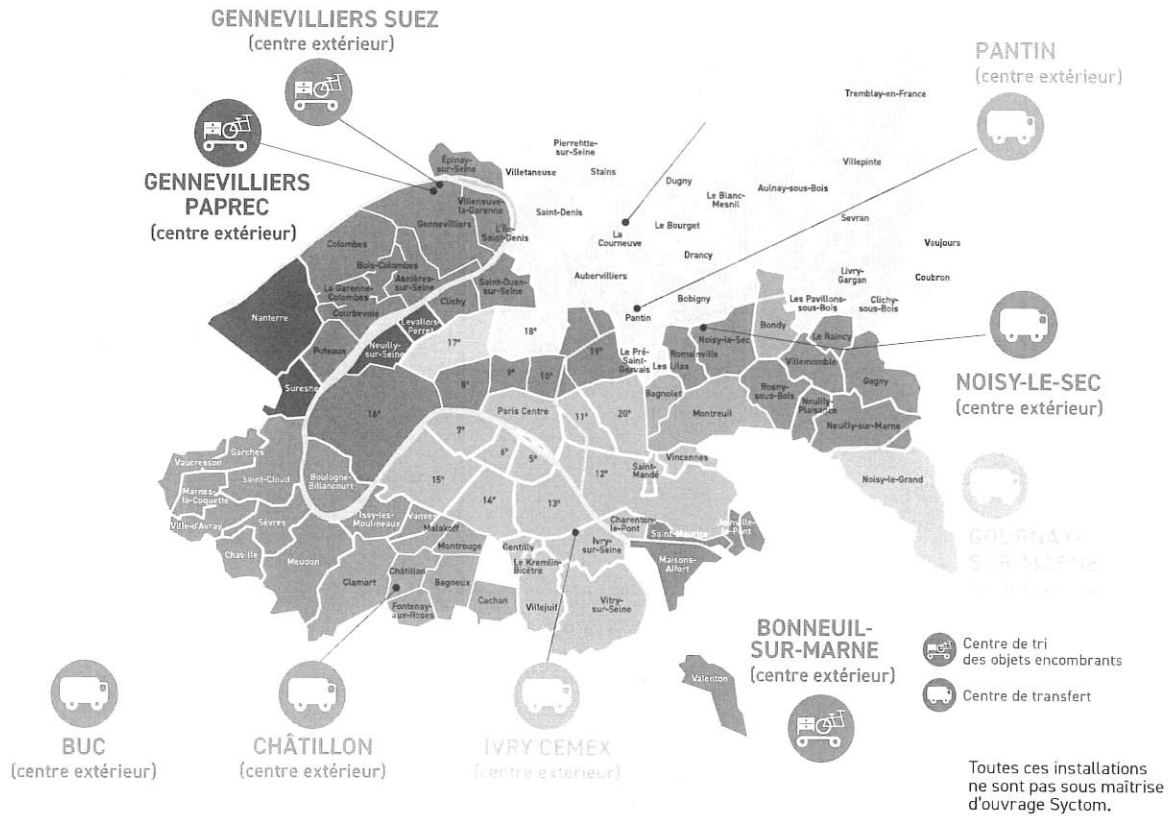 GENNEVILLIERS SUEZ
(centre extérieur)
PANTIN
(centre extérieur)
Tremblay-en-France
GENNEVILLIERS
PAPREC
(centre extérieur)
Épinay-
sur-Seine
Pierrefitte-
sur-Seine
Villetaneuse
Stains
Dugny
Le Blanc-
Mesnil
Aulnay-sous-Bois
Villepinte
Villeneuve-
la-Garenne
Gennevilliers
L'Île-
Saint-Denis
Saint-Denis
La
Courneuve
Le Bourget
Sevran
Vaujours
Colombes
Bois-Colombes
Asnières-
sur-Seine
Saint-Ouen-
sur-Seine
Aubervilliers
Drancy
Livry-
Gargan
Coubron
La Garenne-
Colombes
Courbevoie
Clichy
Bobigny
Les Pavillons-
sous-Bois
Clichy-
sous-Bois
Nanterre
Levallois-
Perret
Neuilly-
sur-Seine
Puteaux
17e
18e
19e
Pantin
Le Pré-
Saint-
Gervais
Les Lilas
Romainville
Noisy-le-Sec
Bondy
Le Raincy
Villemomble
Gagny
NOISY-LE-SEC
(centre extérieur)
Suresne
8e
9e
10e
16e
Paris Centre
11e
20e
Bagnolet
Montreuil
Rosny-
sous-Bois
Neuilly-
Plaisance
Neuilly-sur-Marne
7e
6e
5e
12e
Saint-
Mandé
Vincennes
Noisy-le-Grand
Vaucresson
Garches
Saint-Cloud
Boulogne-
Billancourt
15e
14e
13e
Marnes-
la-Coquette
Ville-d'Avray
Sèvres
Issy-les-
Moulineaux
Vanves
Malakoff
Charenton-
le-Pont
Saint-Maurice
Joinville-
le-Pont
GOURNAY-
SUR-MARNE
Chaville
Meudon
Clamart
Châtillon
Montrouge
Gentilly
Le Kremlin-
Bicêtre
Ivry-
sur-Seine
Maisons-
Alfort
Fontenay-
aux-Roses
Bagneux
Cachan
Villejuif
Vitry-
sur-Seine
BONNEUIL-
SUR-MARNE
(centre extérieur)
Valenton
Centre de tri
des objets encombrants
Centre de transfert
BUC
(centre extérieur)
CHÂTILLON
(centre extérieur)
IVRY CEMEX
(centre extérieur)
Toutes ces installations
ne sont pas sous maîtrise
d'ouvrage Syctom.